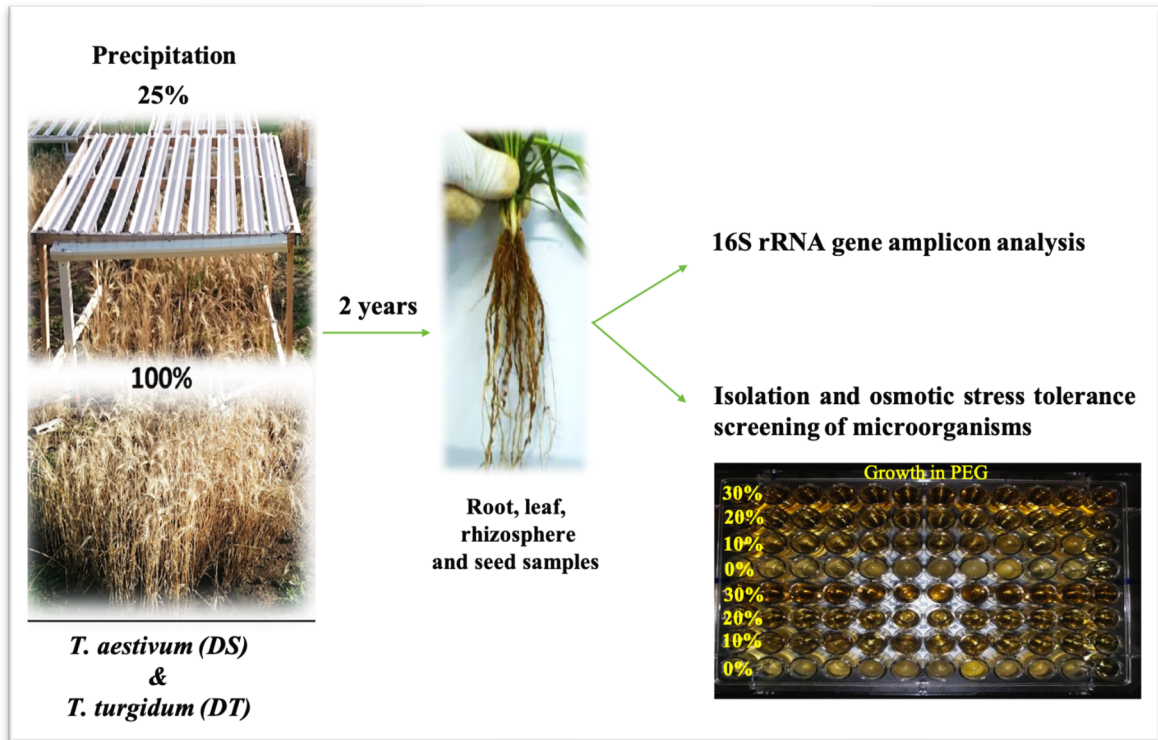 Precipitation
25%
100%
T. aestivum (DS)
&
T. turgidum (DT)
2 years
Root, leaf,
rhizosphere
and seed samples
16S rRNA gene amplicon analysis
Isolation and osmotic stress tolerance
screening of microorganisms
Growth in PEG
30%
20%
10%
0%
30%
20%
10%
0%